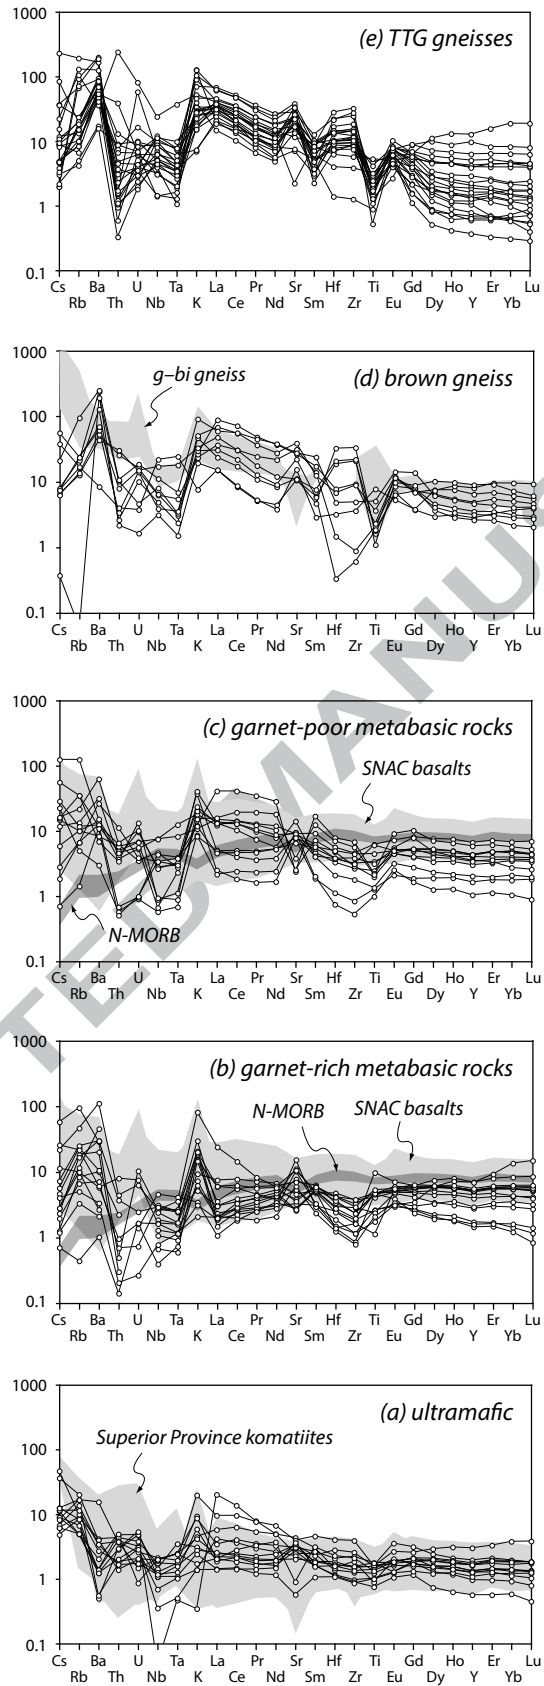 (e) TTG gneisses
1000
100
10
1
0.1
Cs Ba Th U Ta La Pr Sr Hf Ti Gd Ho Er Lu
Rb Th Nb K Ce Nd Sm Zr Eu Dy Y Yb
(d) brown gneiss
g–bi gneiss
1000
100
10
1
0.1
Cs Ba U Ta La Pr Sr Hf Ti Gd Ho Er Lu
Rb Th Nb K Ce Nd Sm Zr Eu Dy Y Yb
(c) garnet-poor metabasic rocks
SNAC basalts
N-MORB
1000
100
10
1
0.1
Cs Ba U Ta La Pr Sr Hf Ti Gd Ho Er Lu
Rb Th Nb K Ce Nd Sm Zr Eu Dy Y Yb
(b) garnet-rich metabasic rocks
N-MORB SNAC basalts
1000
100
10
1
0.1
Cs Ba U Ta La Pr Sr Hf Ti Gd Ho Er Lu
Rb Th Nb K Ce Nd Sm Zr Eu Dy Y Yb
(a) ultramafic
Superior Province komatiites
1000
100
10
1
0.1
Cs Ba U Ta La Pr Sr Hf Ti Gd Ho Er Lu
Rb Th Nb K Ce Nd Sm Zr Eu Dy Y Yb
TED MANU